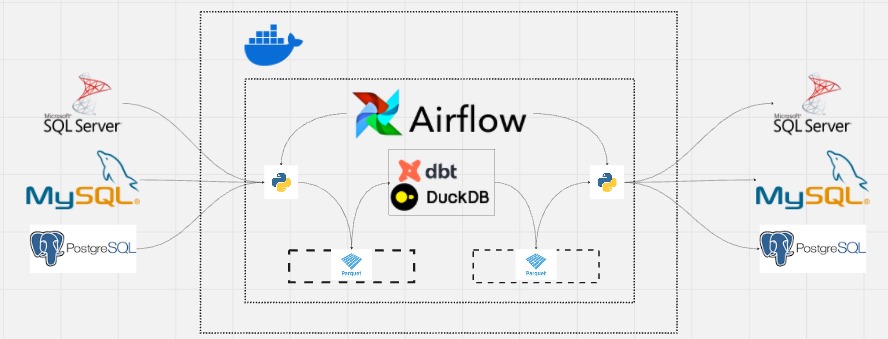 Airflow
Microsoft
SQL Server
MySQL
PostgreSQL
dbt
DuckDB
Parquet
Parquet
Microsoft
SQL Server
MySQL
PostgreSQL